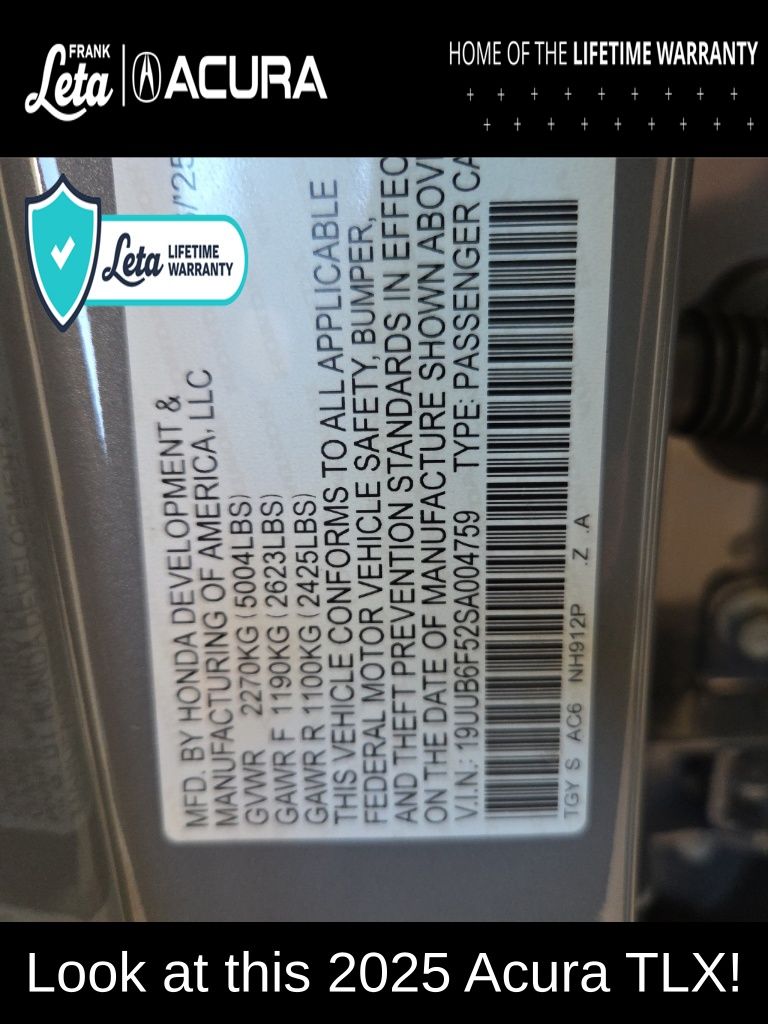 FRANK
Leta
ACURA
HOME OF THE LIFETIME WARRANTY
Leta LIFETIME
WARRANTY
/25
MFD. BY HONDA DEVELOPMENT &
MANUFACTURING OF AMERICA, LLC
GVWR 2270KG (5004LBS)
GAWR F 1190KG (2623LBS)
GAWR R 1100KG (2425LBS)
THIS VEHICLE CONFORMS TO ALL APPLICABLE
FEDERAL MOTOR VEHICLE SAFETY, BUMPER,
AND THEFT PREVENTION STANDARDS IN EFFEC
ON THE DATE OF MANUFACTURE SHOWN ABOV
V.I.N.: 19UUB6F52SA004759 TYPE: PASSENGER CA
TGY S AC6 NH912P .Z .A
Look at this 2025 Acura TLX!